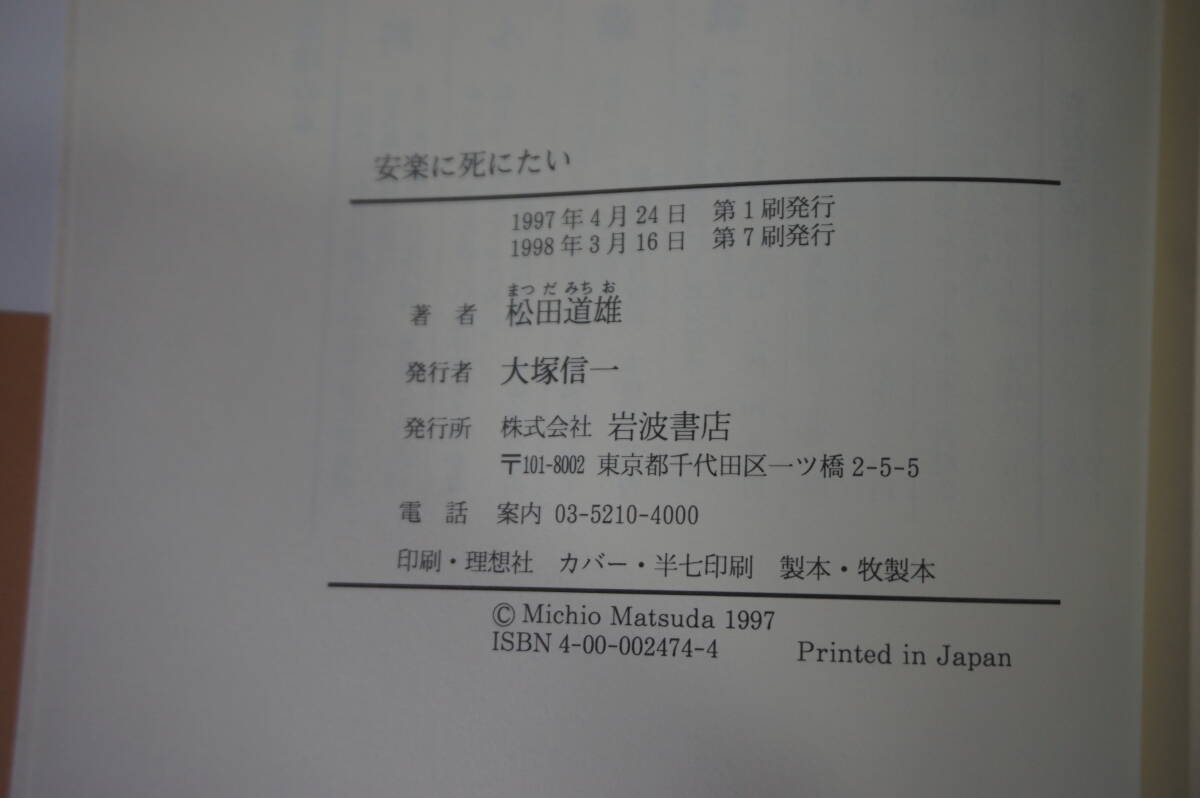 安楽に死にたい
1997年4月24日 第1刷発行
1998年3月16日 第7刷発行
まつ だ みち お
著 者 松田道雄
発行者 大塚信一
発行所 株式会社 岩波書店
〒101-8002 東京都千代田区一ツ橋2-5-5
電 話 案内 03-5210-4000
印刷・理想社 カバー・半七印刷 製本・牧製本
© Michio Matsuda 1997
ISBN 4-00-002474-4 Printed in Japan